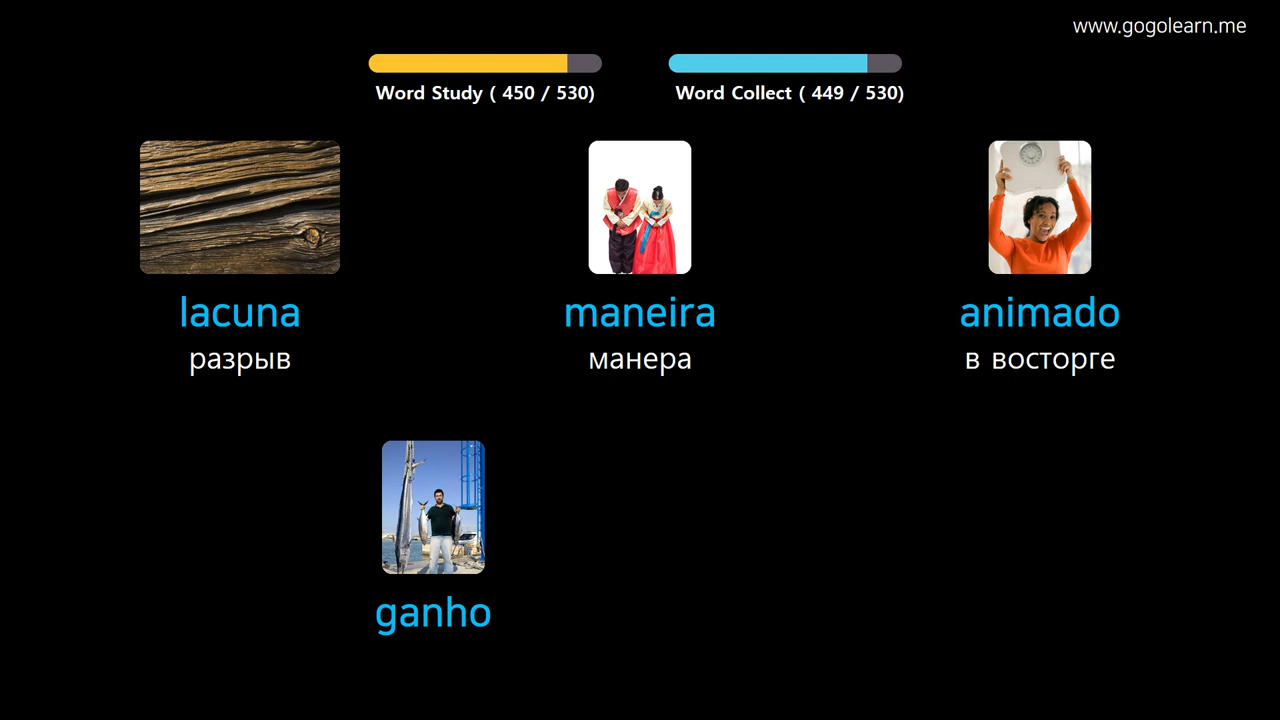 www.gogolearn.me
Word Study ( 450 / 530)
Word Collect ( 449 / 530)
lacuna
maneira
animado
разрыв
манера
в восторге
ganho